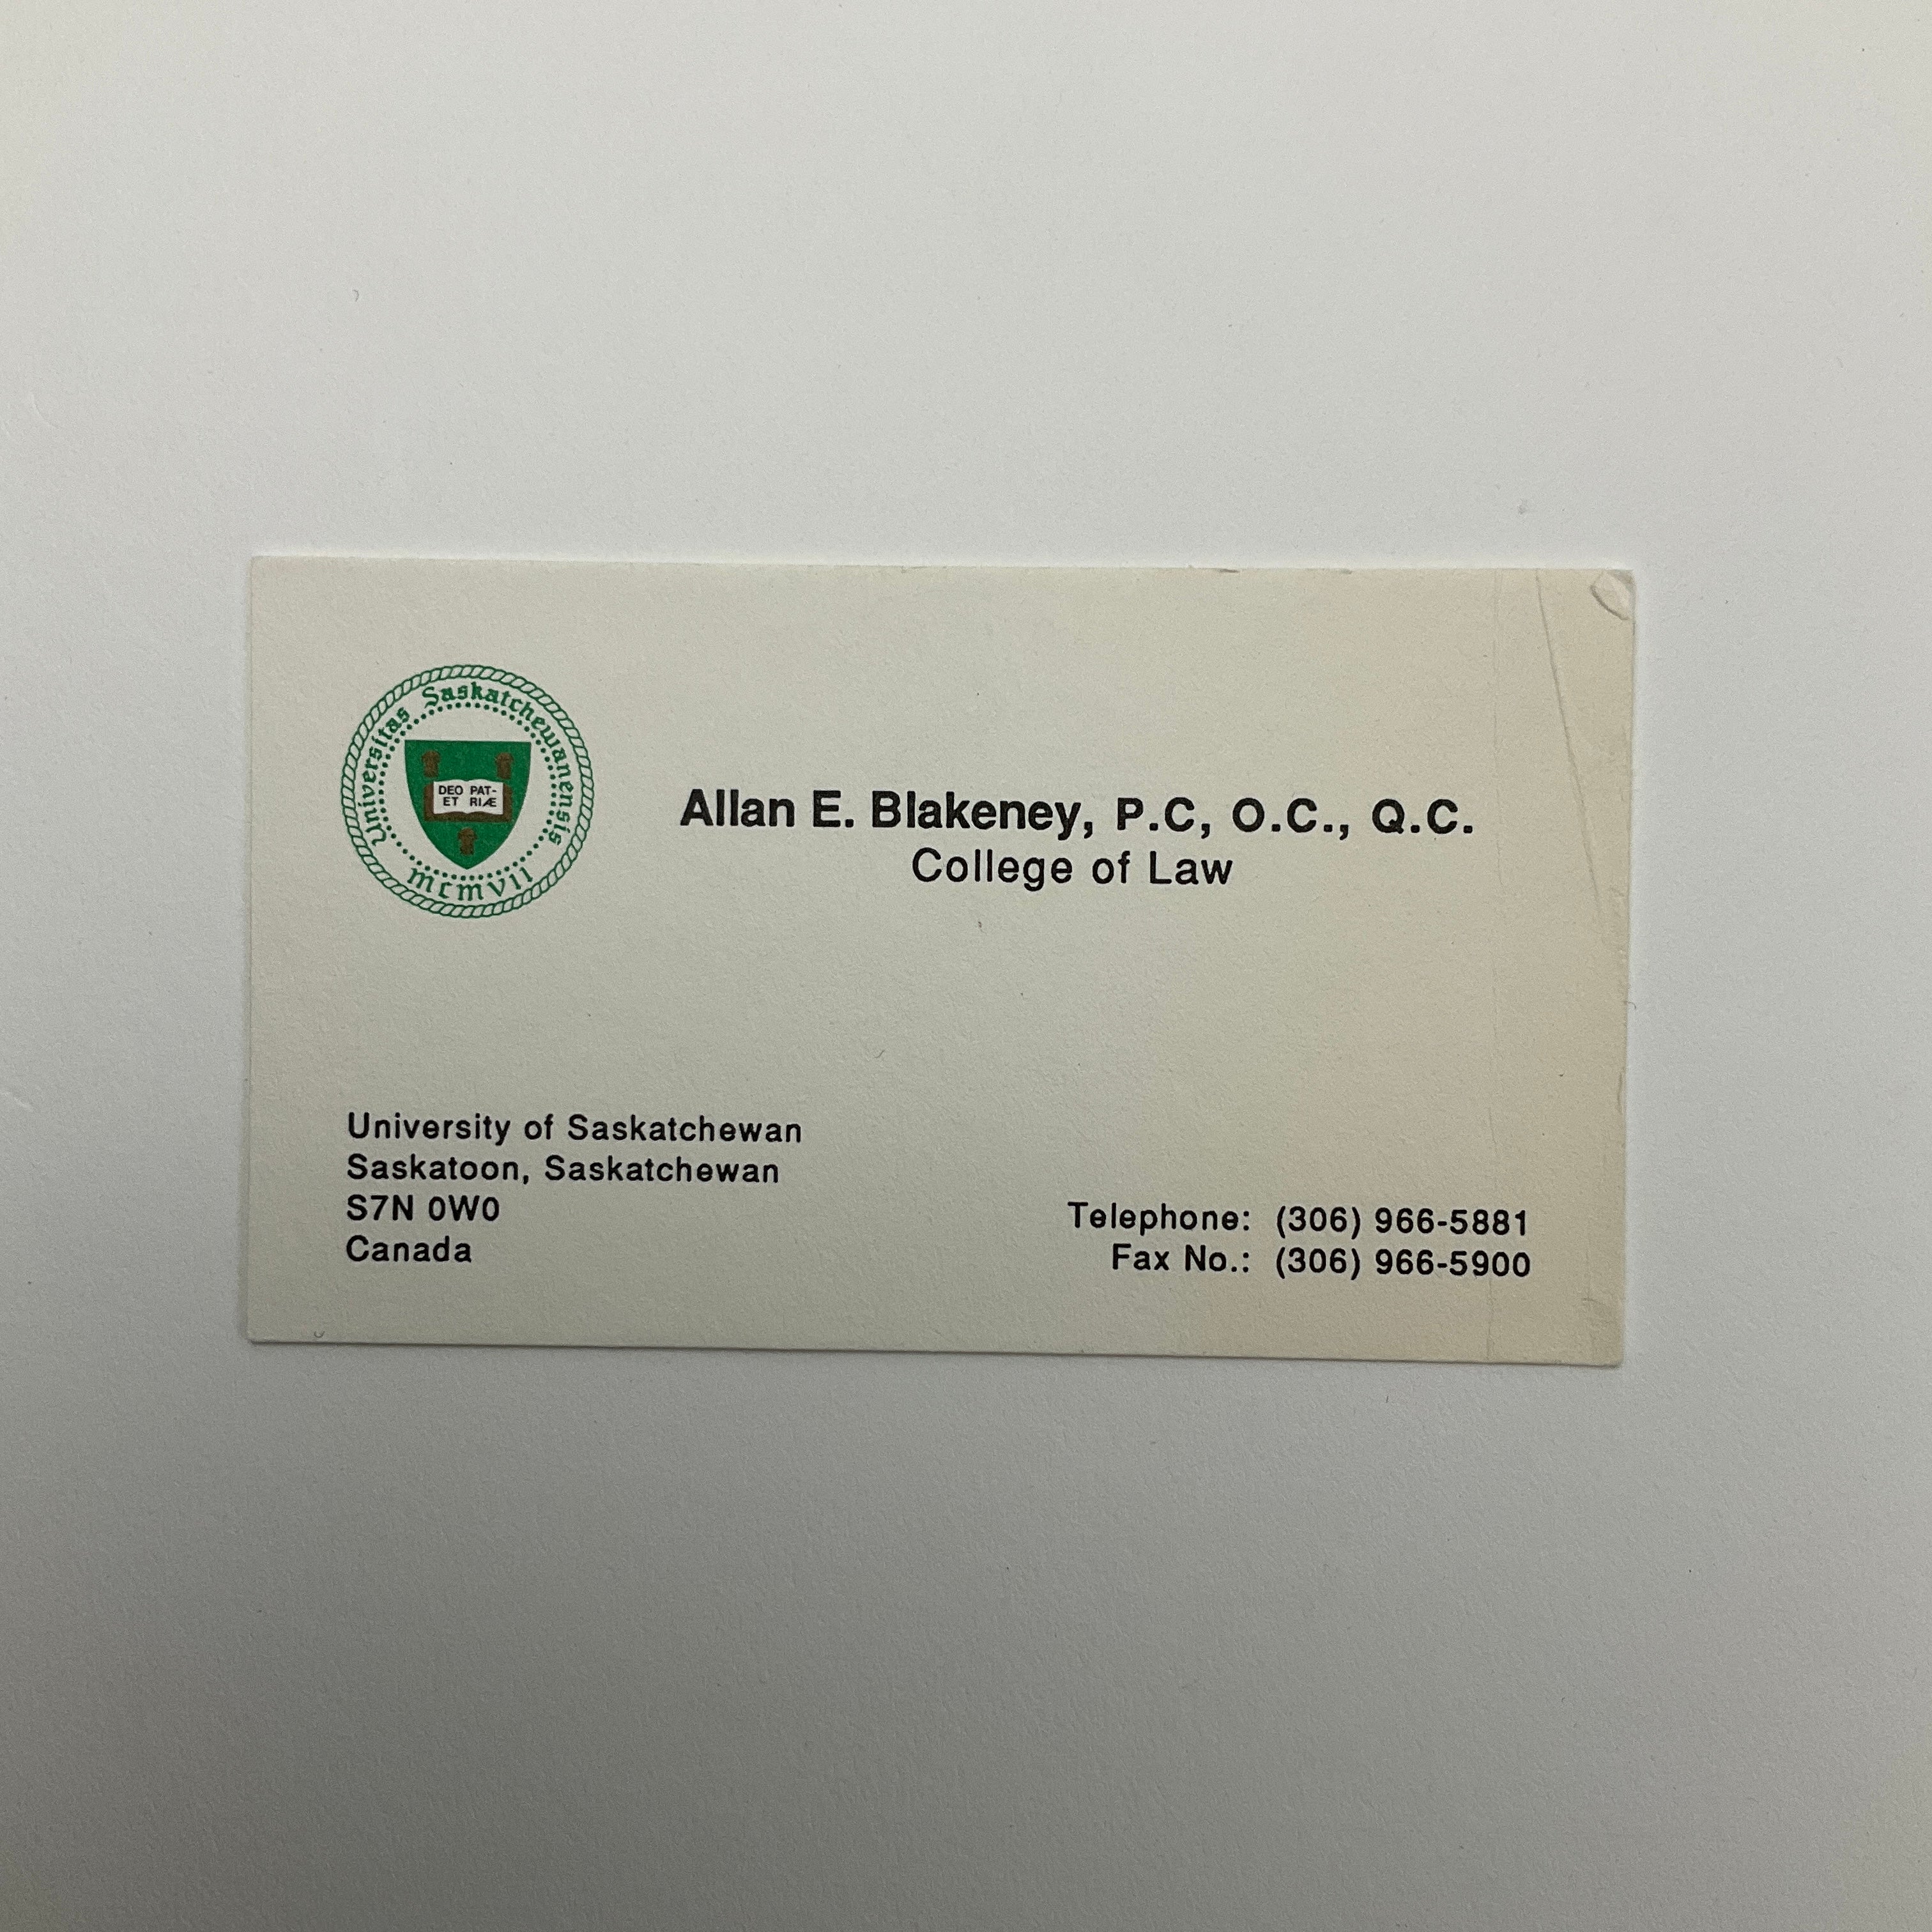 Universitas Saskatchewanensis
DEO PAT-
ET RIÆ
MCMVII
Allan E. Blakeney, P.C, O.C., Q.C.
College of Law
University of Saskatchewan
Saskatoon, Saskatchewan
S7N 0W0
Canada
Telephone: (306) 966-5881
Fax No.: (306) 966-5900